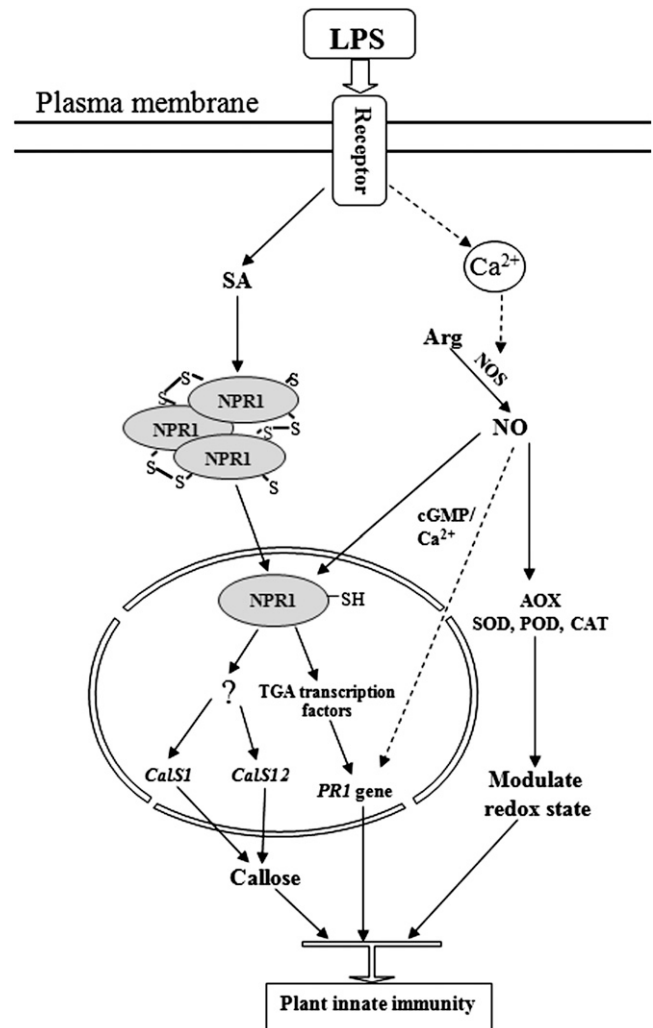 LPS
Plasma membrane
Receptor
SA
Ca²⁺
Arg
NOS
NO
S
S
S
NPR1
NPR1
S
S
NPR1
S
S
S
cGMP/
Ca²⁺
NPR1
SH
AOX
SOD, POD, CAT
?
TGA transcription
factors
CalS1
CalS12
PR1 gene
Modulate
redox state
Callose
Plant innate immunity